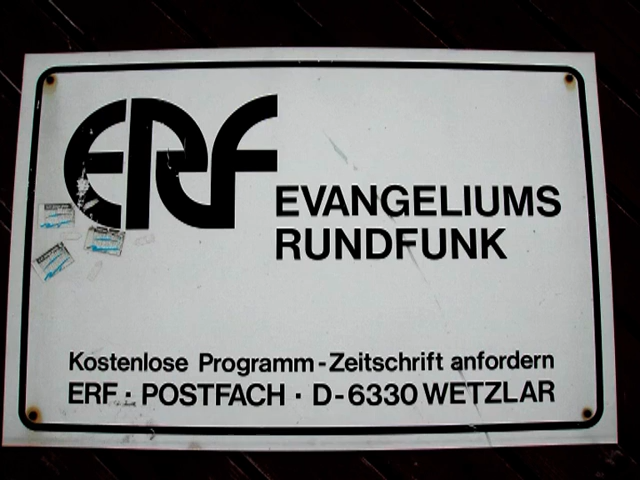 ERF
EVANGELIUMS
RUNDFUNK
Kostenlose Programm-Zeitschrift anfordern
ERF · POSTFACH · D-6330 WETZLAR